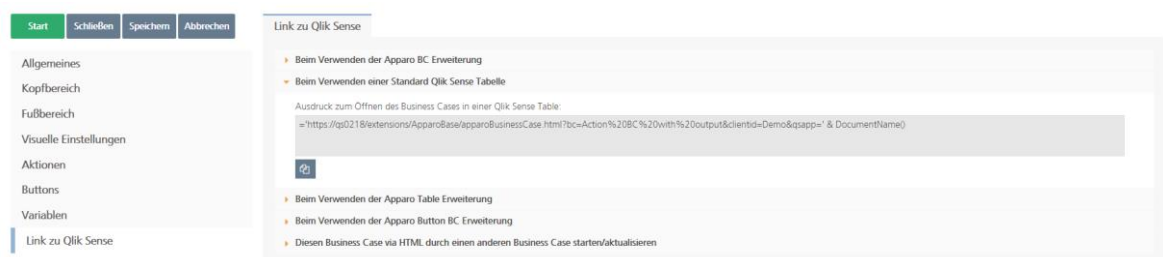 Start Schließen Speichern Abbrechen
Link zu Qlik Sense
Allgemeines
Kopfbereich
Fußbereich
Visuelle Einstellungen
Aktionen
Buttons
Variablen
Link zu Qlik Sense
Beim Verwenden der Apparo BC Erweiterung
Beim Verwenden einer Standard Qlik Sense Tabelle
Ausdruck zum Öffnen des Business Cases in einer Qlik Sense Table:
='https://qs0218/extensions/ApparoBase/apparoBusinessCase.html?bc=Action%20BC%20with%20output&clientid=Demo&qsapp=' & DocumentName()
Beim Verwenden der Apparo Table Erweiterung
Beim Verwenden der Apparo Button BC Erweiterung
Diesen Business Case via HTML durch einen anderen Business Case starten/aktualisieren